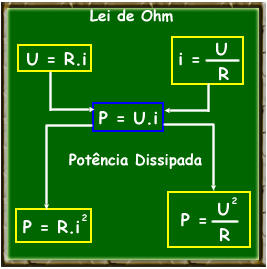 Lei de Ohm
U = R.i
i = U/R
P = U.i
Potência Dissipada
P = R.i²
P = U²/R